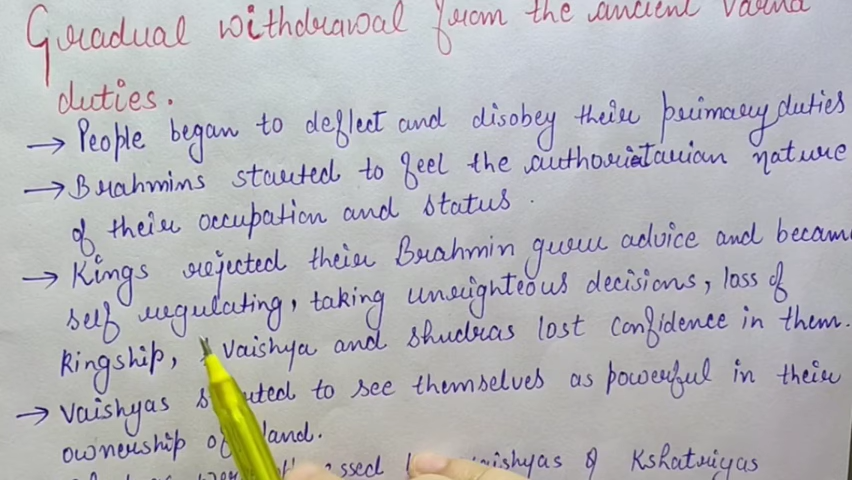 Gradual withdrawal from the ancient varna
duties.
→ People began to deflect and disobey their primary duties
→ Brahmins started to feel the authoritarian nature
of their occupation and status.
→ Kings rejected their Brahmin guru advice and becam
self regulating, taking unrighteous decisions, loss of
Kingship, Vaishya and shudras lost confidence in them.
→ Vaishyas started to see themselves as powerful in their
ownership of land.
Vaishyas & Kshatriyas